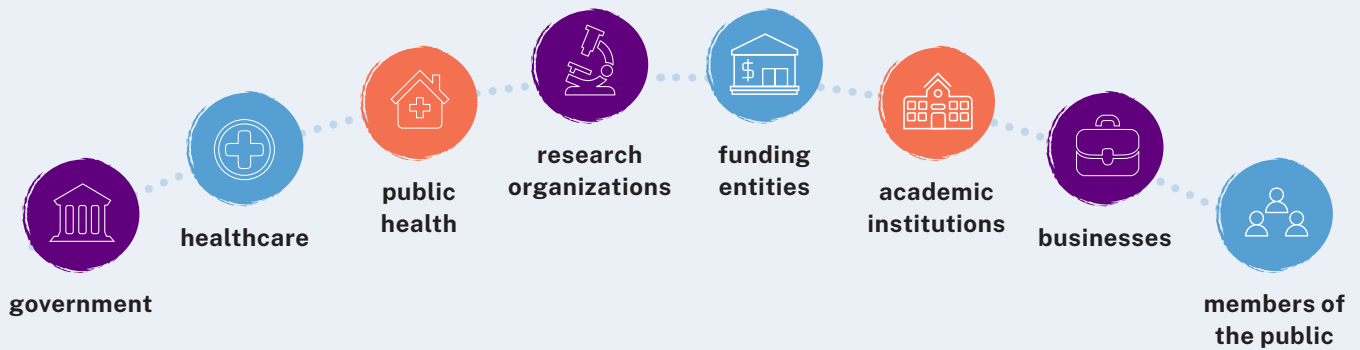 government
healthcare
public
health
research
organizations
funding
entities
academic
institutions
businesses
members of
the public